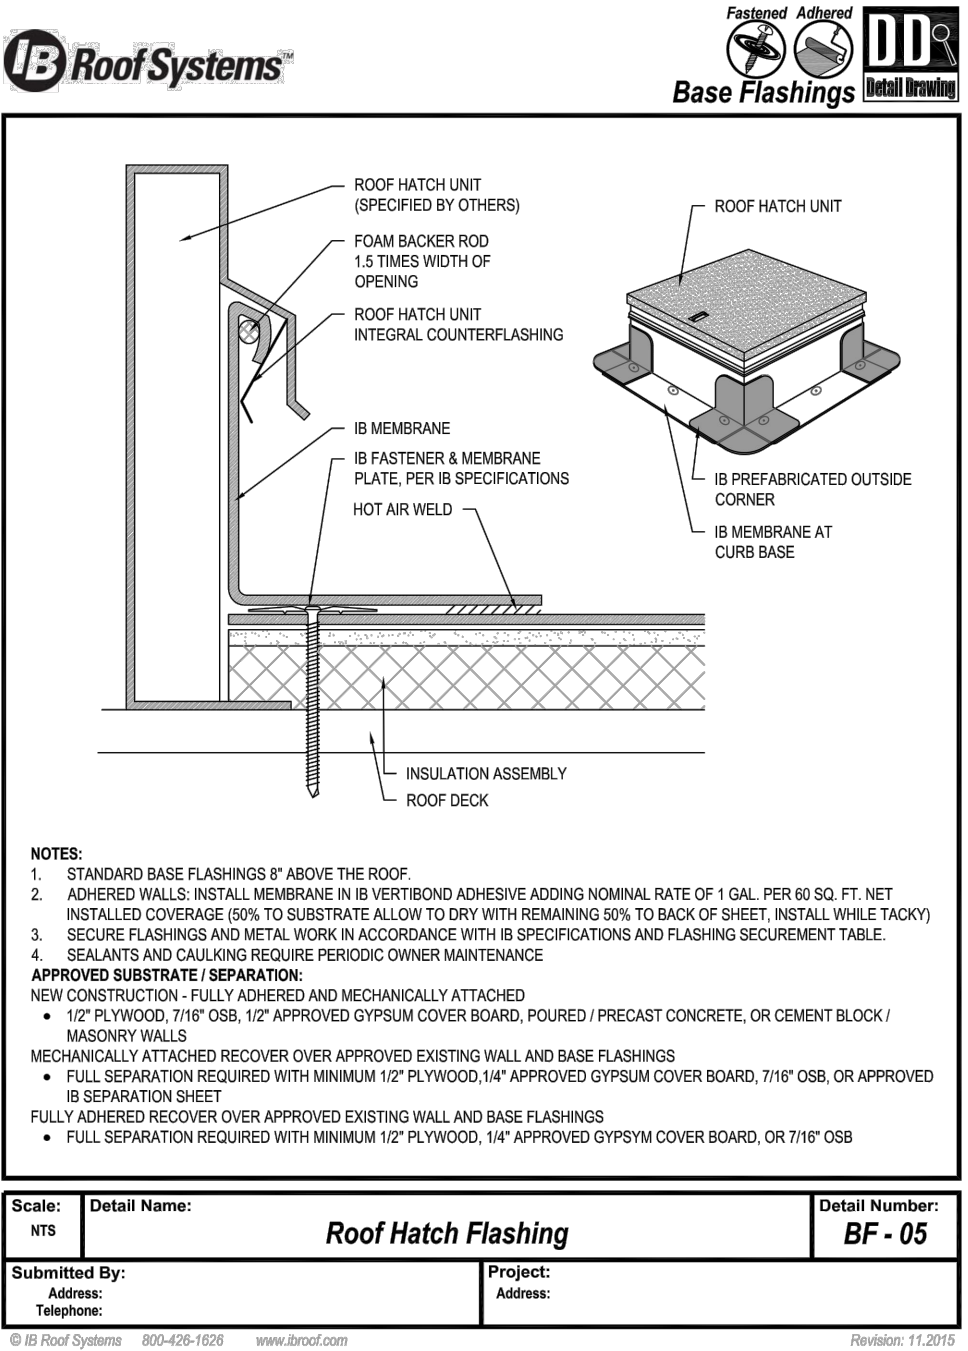 IB Roof Systems™
Fastened Adhered
Base Flashings
DD
Detail Drawing
ROOF HATCH UNIT
(SPECIFIED BY OTHERS)
FOAM BACKER ROD
1.5 TIMES WIDTH OF
OPENING
ROOF HATCH UNIT
INTEGRAL COUNTERFLASHING
IB MEMBRANE
IB FASTENER & MEMBRANE
PLATE, PER IB SPECIFICATIONS
HOT AIR WELD
ROOF HATCH UNIT
IB PREFABRICATED OUTSIDE
CORNER
IB MEMBRANE AT
CURB BASE
INSULATION ASSEMBLY
ROOF DECK
NOTES:
1. STANDARD BASE FLASHINGS 8" ABOVE THE ROOF.
2. ADHERED WALLS: INSTALL MEMBRANE IN IB VERTIBOND ADHESIVE ADDING NOMINAL RATE OF 1 GAL. PER 60 SQ. FT. NET
INSTALLED COVERAGE (50% TO SUBSTRATE ALLOW TO DRY WITH REMAINING 50% TO BACK OF SHEET, INSTALL WHILE TACKY)
3. SECURE FLASHINGS AND METAL WORK IN ACCORDANCE WITH IB SPECIFICATIONS AND FLASHING SECUREMENT TABLE.
4. SEALANTS AND CAULKING REQUIRE PERIODIC OWNER MAINTENANCE
APPROVED SUBSTRATE / SEPARATION:
NEW CONSTRUCTION - FULLY ADHERED AND MECHANICALLY ATTACHED
• 1/2" PLYWOOD, 7/16" OSB, 1/2" APPROVED GYPSUM COVER BOARD, POURED / PRECAST CONCRETE, OR CEMENT BLOCK /
MASONRY WALLS
MECHANICALLY ATTACHED RECOVER OVER APPROVED EXISTING WALL AND BASE FLASHINGS
• FULL SEPARATION REQUIRED WITH MINIMUM 1/2" PLYWOOD,1/4" APPROVED GYPSUM COVER BOARD, 7/16" OSB, OR APPROVED
IB SEPARATION SHEET
FULLY ADHERED RECOVER OVER APPROVED EXISTING WALL AND BASE FLASHINGS
• FULL SEPARATION REQUIRED WITH MINIMUM 1/2" PLYWOOD, 1/4" APPROVED GYPSYM COVER BOARD, OR 7/16" OSB
Scale:
NTS
Detail Name:
Roof Hatch Flashing
Detail Number:
BF - 05
Submitted By:
Address:
Telephone:
Project:
Address:
© IB Roof Systems 800-426-1626 www.ibroof.com Revision: 11.2015